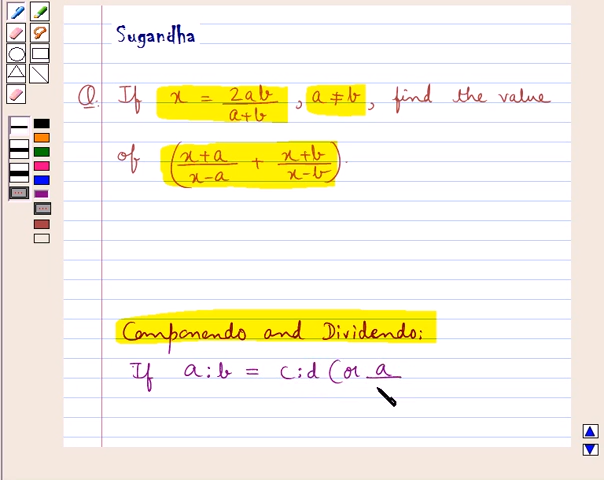 Sugandha
Q. If x = 2ab/a+b , a ≠ b , find the value
of (x+a/x-a + x+b/x-b).
Componendo and Dividendo:
If a:b = c:d (or a